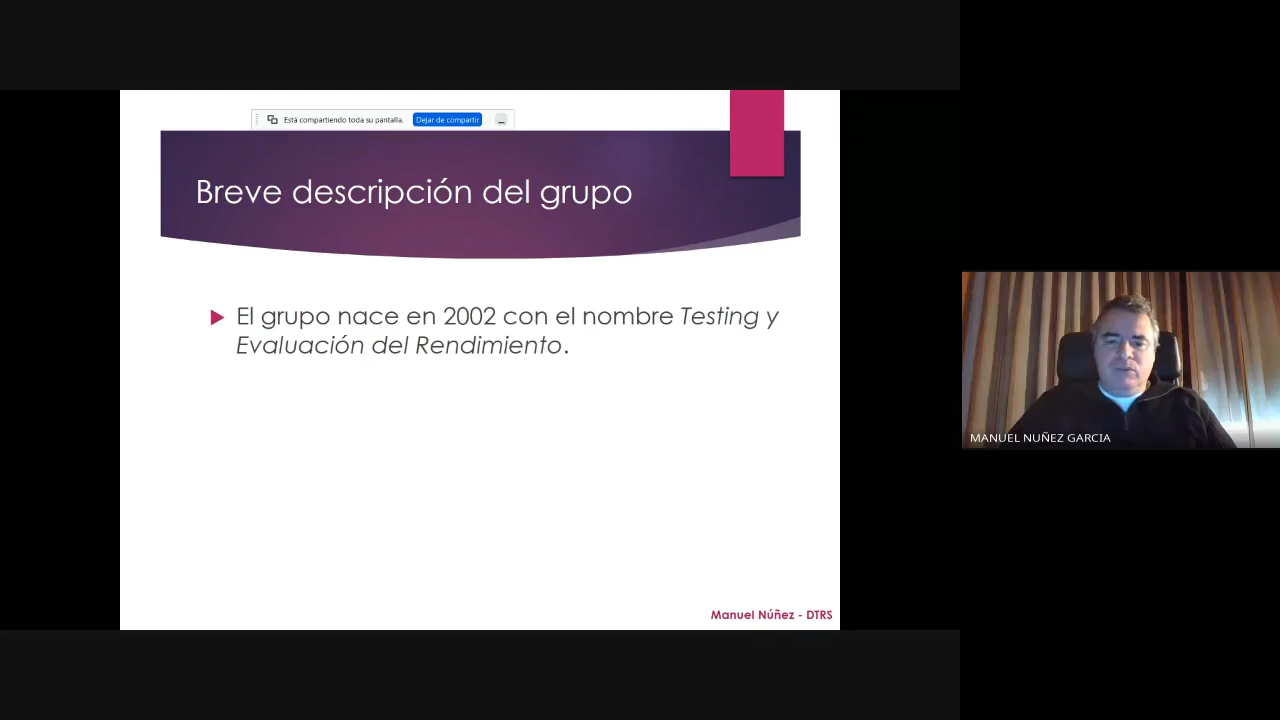 Está compartiendo toda su pantalla.
Dejar de compartir
Breve descripción del grupo
El grupo nace en 2002 con el nombre Testing y
Evaluación del Rendimiento.
MANUEL NUÑEZ GARCIA
Manuel Núñez - DTRS